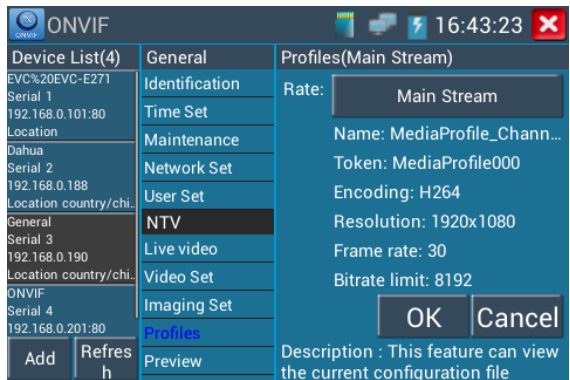 ONVIF
ONVIF
16:43:23
Device List(4)
EVC%20EVC-E271
Serial 1
192.168.0.101:80
Location
Dahua
Serial 2
192.168.0.188
Location country/chi..
General
Serial 3
192.168.0.190
Location country/chi..
ONVIF
Serial 4
192.168.0.201:80
Add
Refres
h
General
Identification
Time Set
Maintenance
Network Set
User Set
NTV
Live video
Video Set
Imaging Set
Profiles
Preview
Profiles(Main Stream)
Rate:
Main Stream
Name: MediaProfile_Chann...
Token: MediaProfile000
Encoding: H264
Resolution: 1920x1080
Frame rate: 30
Bitrate limit: 8192
OK
Cancel
Description : This feature can view
the current configuration file